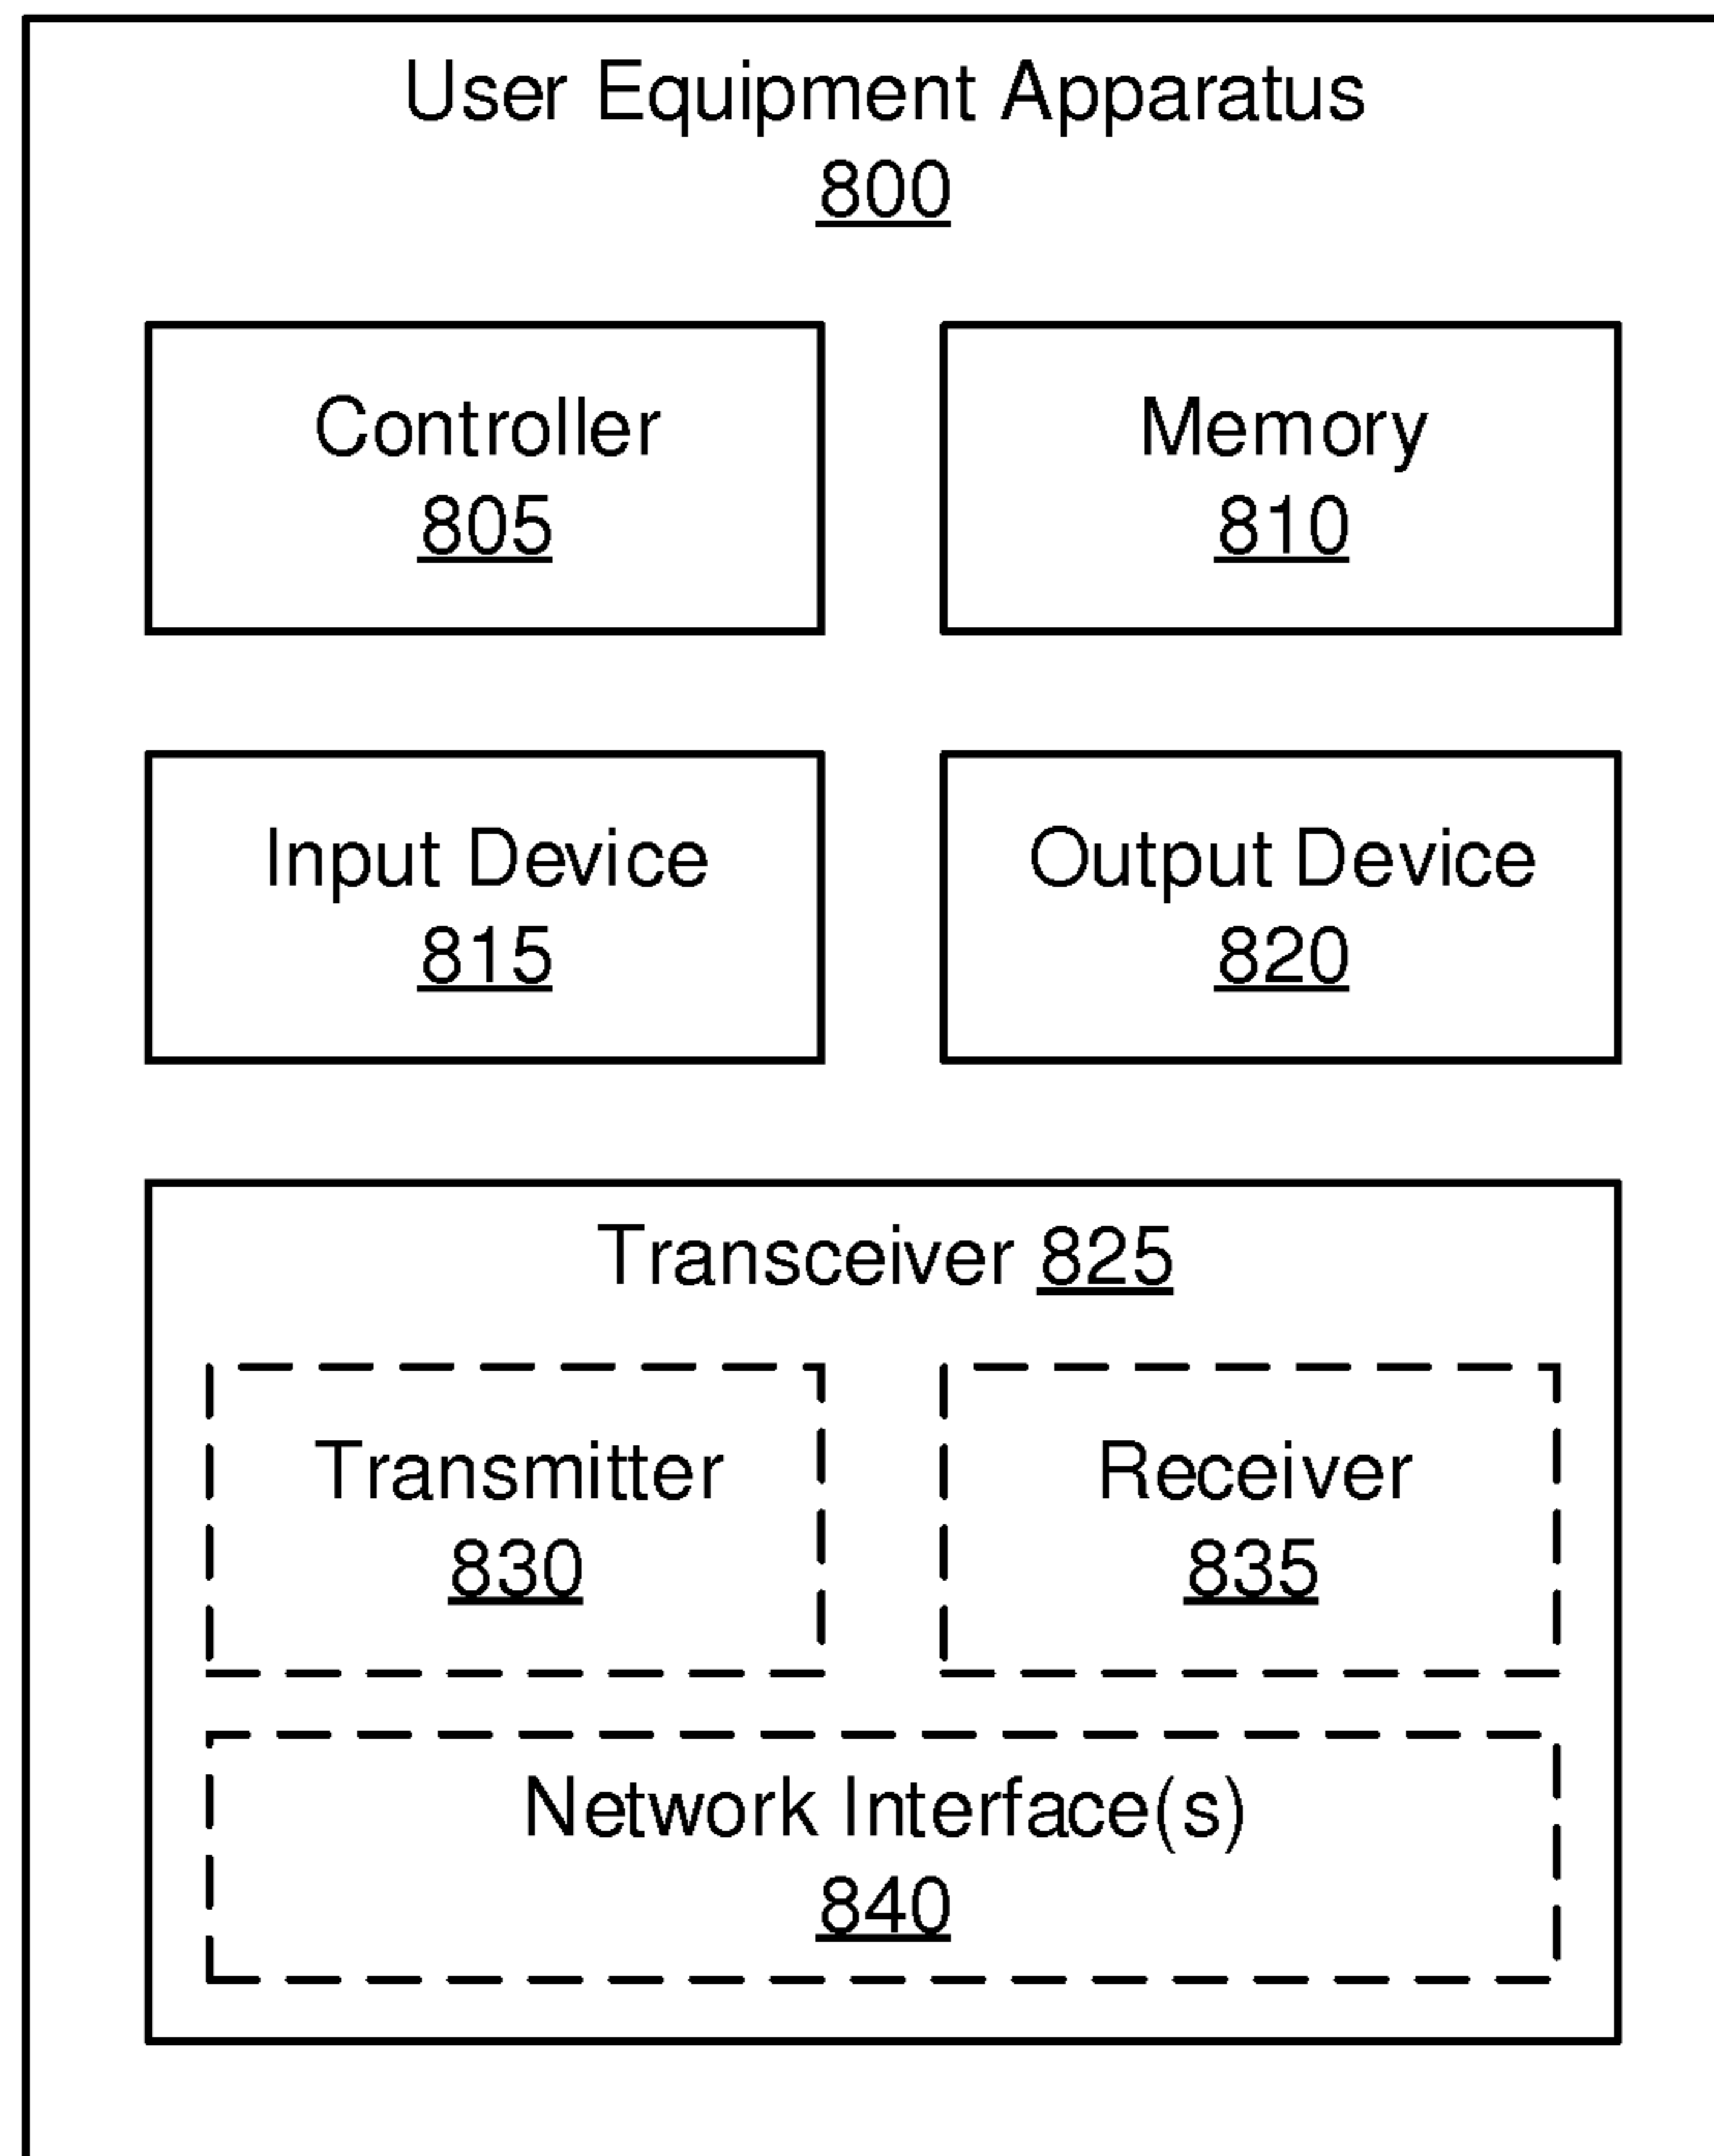 User Equipment Apparatus
800
Controller
805
Memory
810
Input Device
815
Output Device
820
Transceiver 825
Transmitter
830
Receiver
835
Network Interface(s)
840